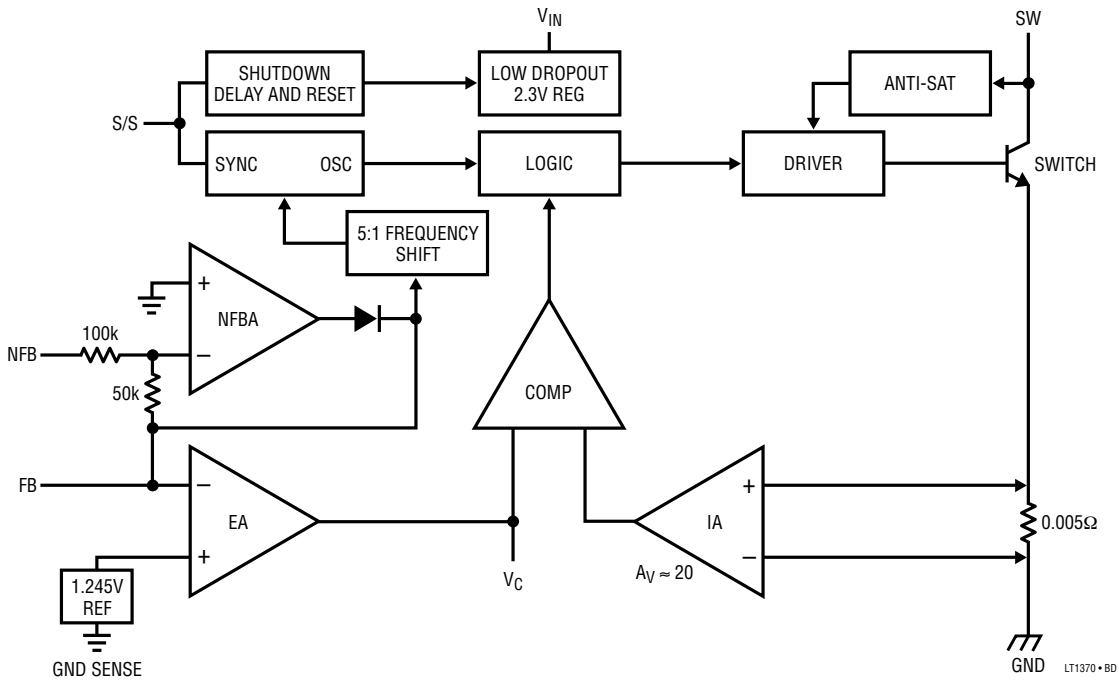 V_IN
SW
SHUTDOWN
DELAY AND RESET
LOW DROPOUT
2.3V REG
ANTI-SAT
S/S
SYNC
OSC
LOGIC
DRIVER
SWITCH
5:1 FREQUENCY
SHIFT
+
NFBA
–
NFB
100k
50k
COMP
FB
–
EA
+
+
IA
–
0.005Ω
A_V ≈ 20
V_C
1.245V
REF
GND SENSE
GND
LT1370 • BD